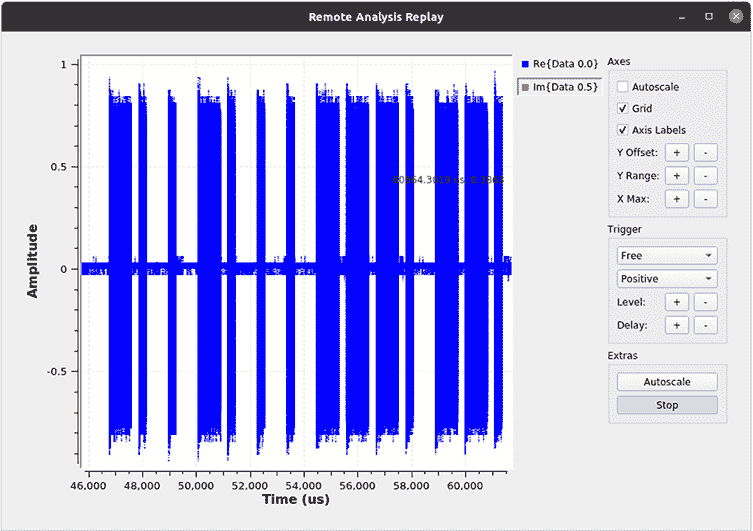 Remote Analysis Replay
1
0.5
0
-0.5
Amplitude
46,000 48,000 50,000 52,000 54,000 56,000 58,000 60,000
Time (us)
Re{Data 0.0}
Im{Data 0.5}
Axes
Autoscale
Grid
Axis Labels
Y Offset: + -
Y Range: + -
X Max: + -
Trigger
Free
Positive
Level: + -
Delay: + -
Extras
Autoscale
Stop